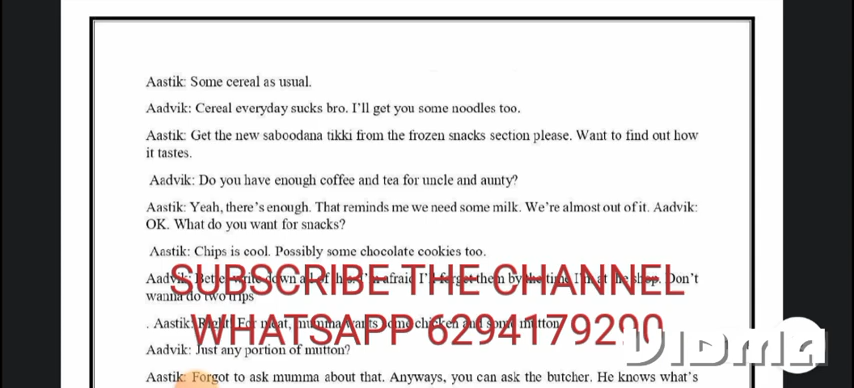 Aastik: Some cereal as usual.
Aadvik: Cereal everyday sucks bro. I'll get you some noodles too.
Aastik: Get the new saboodana tikki from the frozen snacks section please. Want to find out how
it tastes.
Aadvik: Do you have enough coffee and tea for uncle and aunty?
Aastik: Yeah, there's enough. That reminds me we need some milk. We're almost out of it. Aadvik:
OK. What do you want for snacks?
Aastik: Chips is cool. Possibly some chocolate cookies too.
Aadvik: Better write down all of this. I'm afraid I'll forget them by the time I'm at the shop. Don't
SUBSCRIBE THE CHANNEL
wanna do two trips
. Aastik: Right! For meat, mumma wants some chicken and some mutton
WHATSAPP 6294179200
VIDMA
Aadvik: Just any portion of mutton?
Aastik: Forgot to ask mumma about that. Anyways, you can ask the butcher. He knows what's